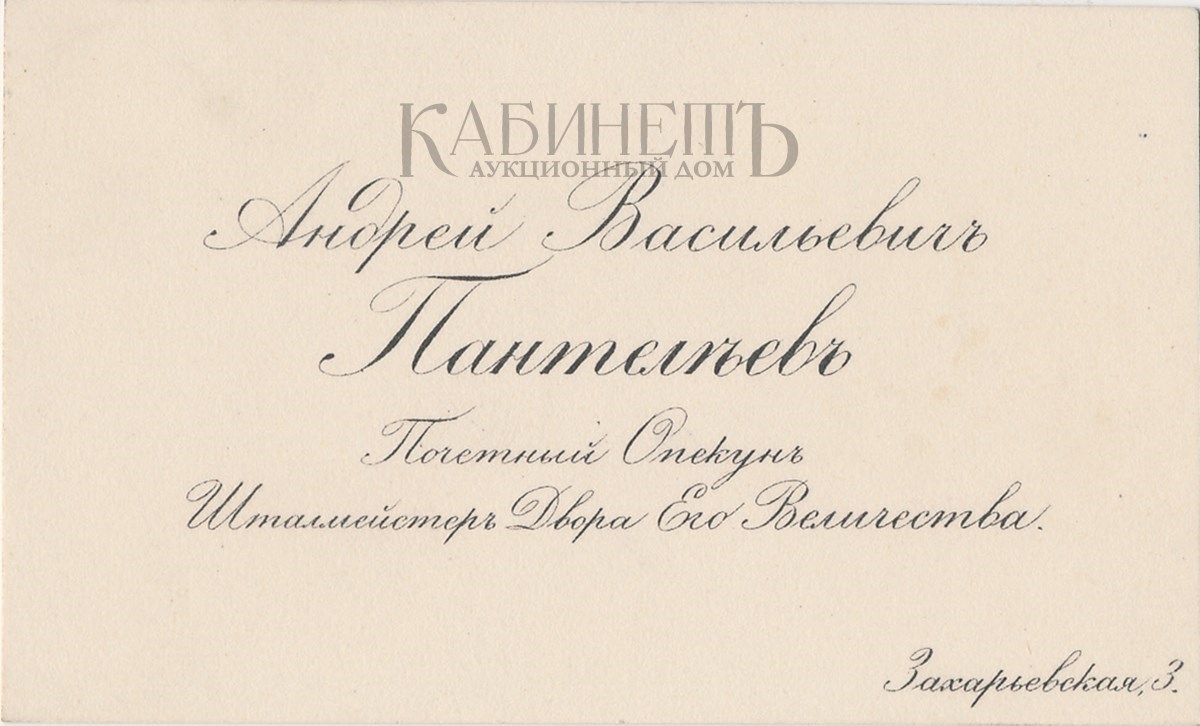 КАБИНЕТЪ
АУКЦИОННЫЙ ДОМ
Андрей Васильевичъ
Пантелѣевъ
Почетный Опекунъ
Шталмейстеръ Двора Его Величества.
Захарьевская, 3.